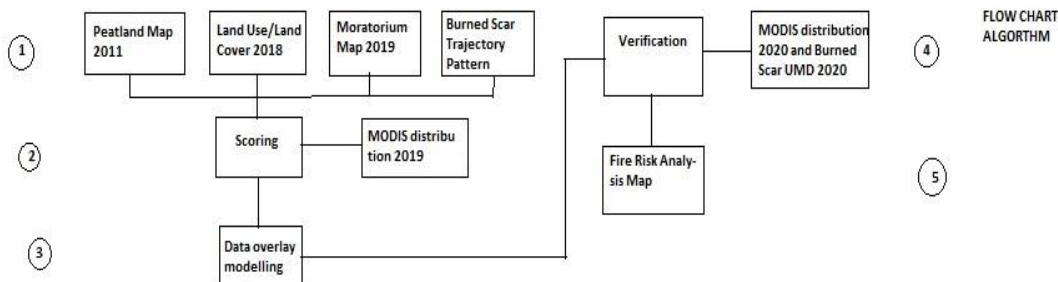 1
Peatland Map
2011
Land Use/Land
Cover 2018
Moratorium
Map 2019
Burned Scar
Trajectory
Pattern
Verification
MODIS distribution
2020 and Burned
Scar UMD 2020
4
FLOW CHART
ALGORTHM
2
Scoring
MODIS distribu
tion 2019
Fire Risk Analy-
sis Map
5
3
Data overlay
modelling